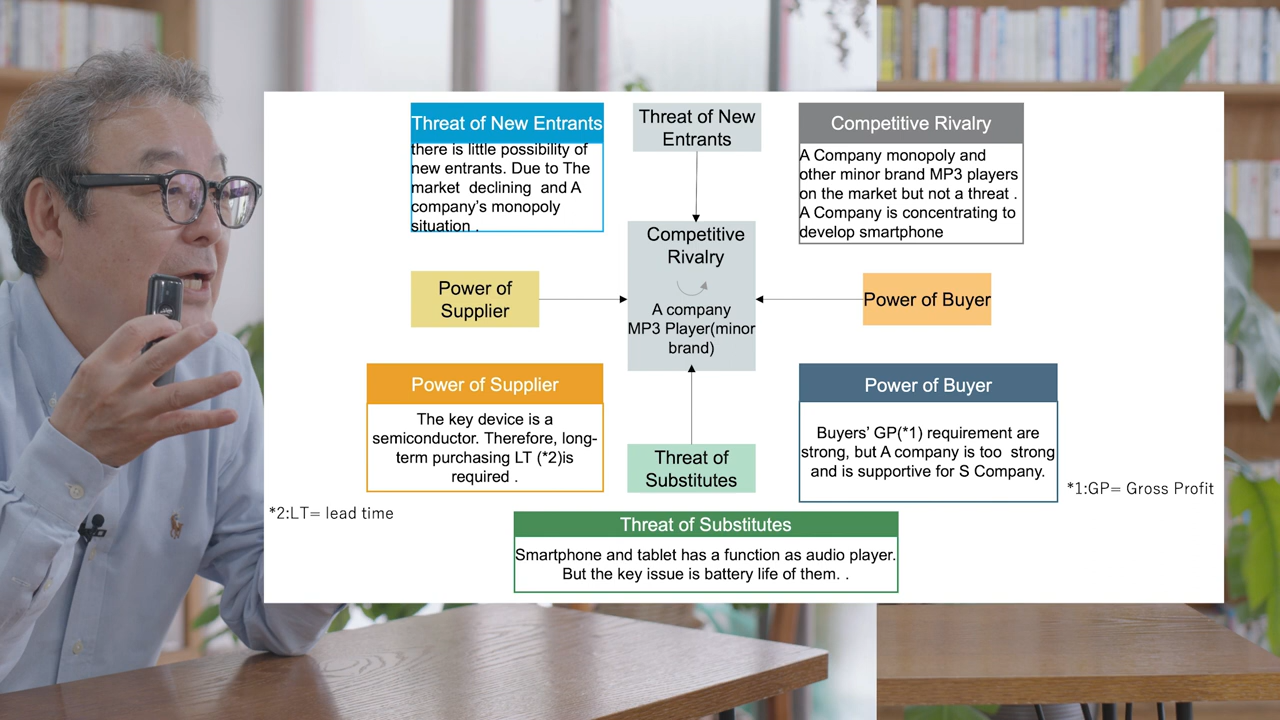 Threat of New Entrants
there is little possibility of
new entrants. Due to The
market declining and A
company's monopoly
situation .
Threat of New
Entrants
Competitive Rivalry
A Company monopoly and
other minor brand MP3 players
on the market but not a threat .
A Company is concentrating to
develop smartphone
Competitive
Rivalry
A company
MP3 Player(minor
brand)
Power of
Supplier
Power of Buyer
Power of Supplier
The key device is a
semiconductor. Therefore, long-
term purchasing LT (*2)is
required .
Threat of
Substitutes
Power of Buyer
Buyers' GP(*1) requirement are
strong, but A company is too strong
and is supportive for S Company.
*1:GP= Gross Profit
*2:LT= lead time
Threat of Substitutes
Smartphone and tablet has a function as audio player.
But the key issue is battery life of them. .